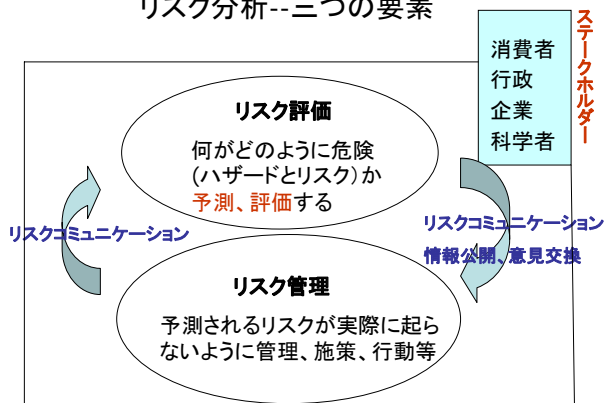 リスク分析--三つの要素
消費者
行政
企業
科学者
ステークホルダー
リスク評価
何がどのように危険
(ハザードとリスク)か
予測、評価する
リスクコミュニケーション
リスクコミュニケーション
情報公開、意見交換
リスク管理
予測されるリスクが実際に起ら
ないように管理、施策、行動等